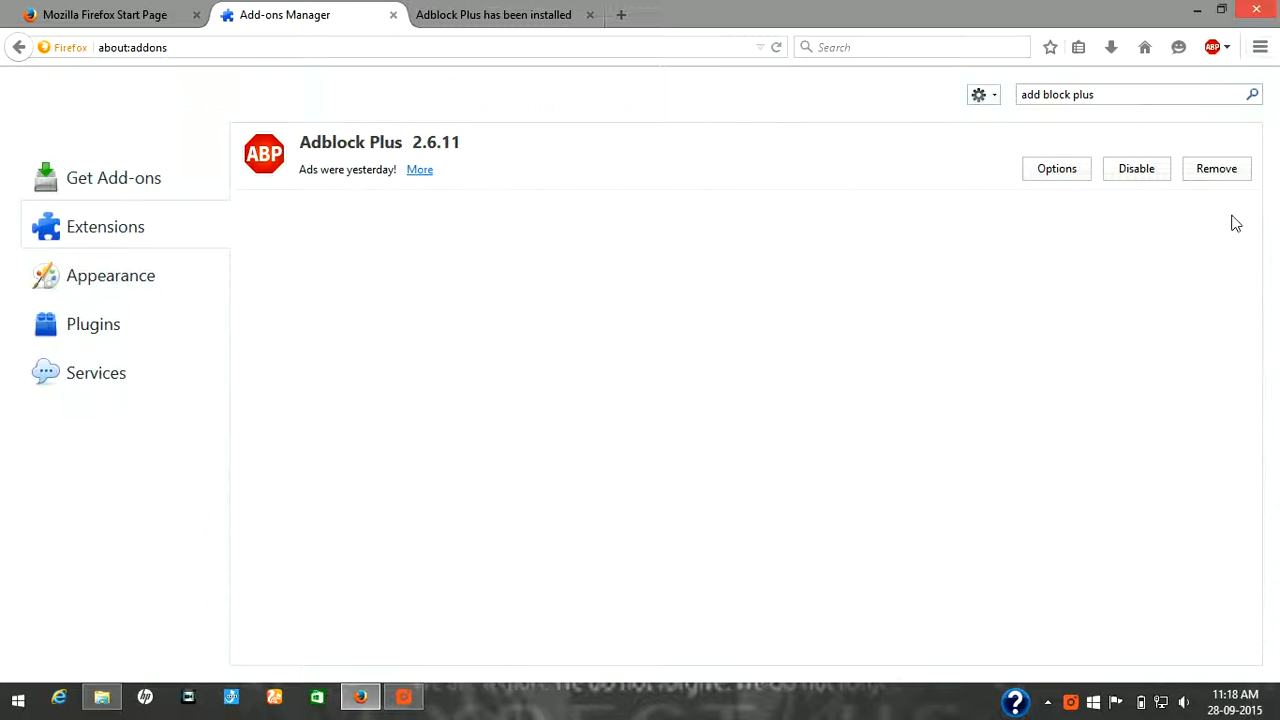 Mozilla Firefox Start Page
Add-ons Manager
Adblock Plus has been installed
Firefox
about:addons
Search
ABP
add block plus
ABP
Adblock Plus 2.6.11
Ads were yesterday! More
Options
Disable
Remove
Get Add-ons
Extensions
Appearance
Plugins
Services
11:18 AM
28-09-2015